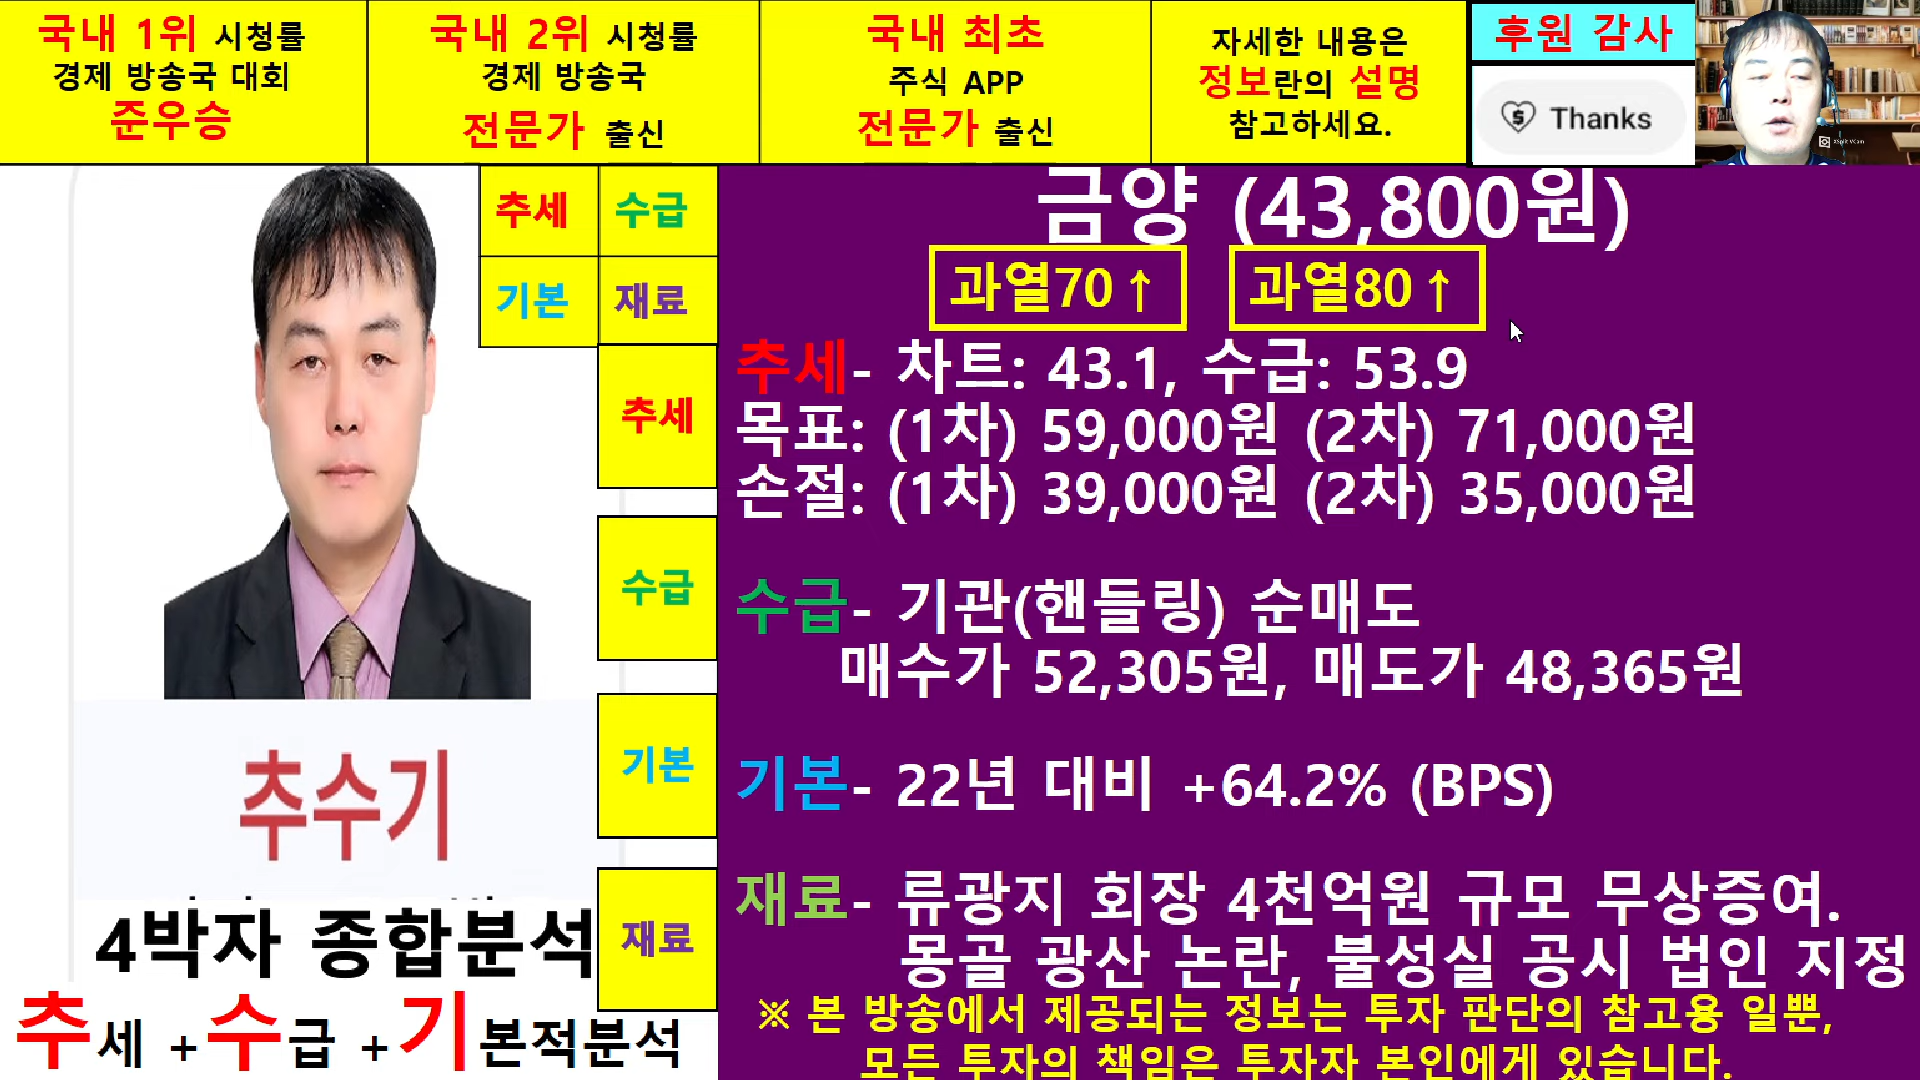 국내 1위 시청률
경제 방송국 대회
준우승
국내 2위 시청률
경제 방송국
전문가 출신
국내 최초
주식 APP
전문가 출신
자세한 내용은
정보란의 설명
참고하세요.
후원 감사
Thanks
XSplit VCam
추세 수급
기본 재료
추세
수급
기본
재료
추수기
4박자 종합분석
추세 + 수급 + 기본적분석
금양 (43,800원)
과열70↑ 과열80↑
추세- 차트: 43.1, 수급: 53.9
목표: (1차) 59,000원 (2차) 71,000원
손절: (1차) 39,000원 (2차) 35,000원
수급- 기관(핸들링) 순매도
매수가 52,305원, 매도가 48,365원
기본- 22년 대비 +64.2% (BPS)
재료- 류광지 회장 4천억원 규모 무상증여.
몽골 광산 논란, 불성실 공시 법인 지정
※ 본 방송에서 제공되는 정보는 투자 판단의 참고용 일뿐,
모든 투자의 책임은 투자자 본인에게 있습니다.